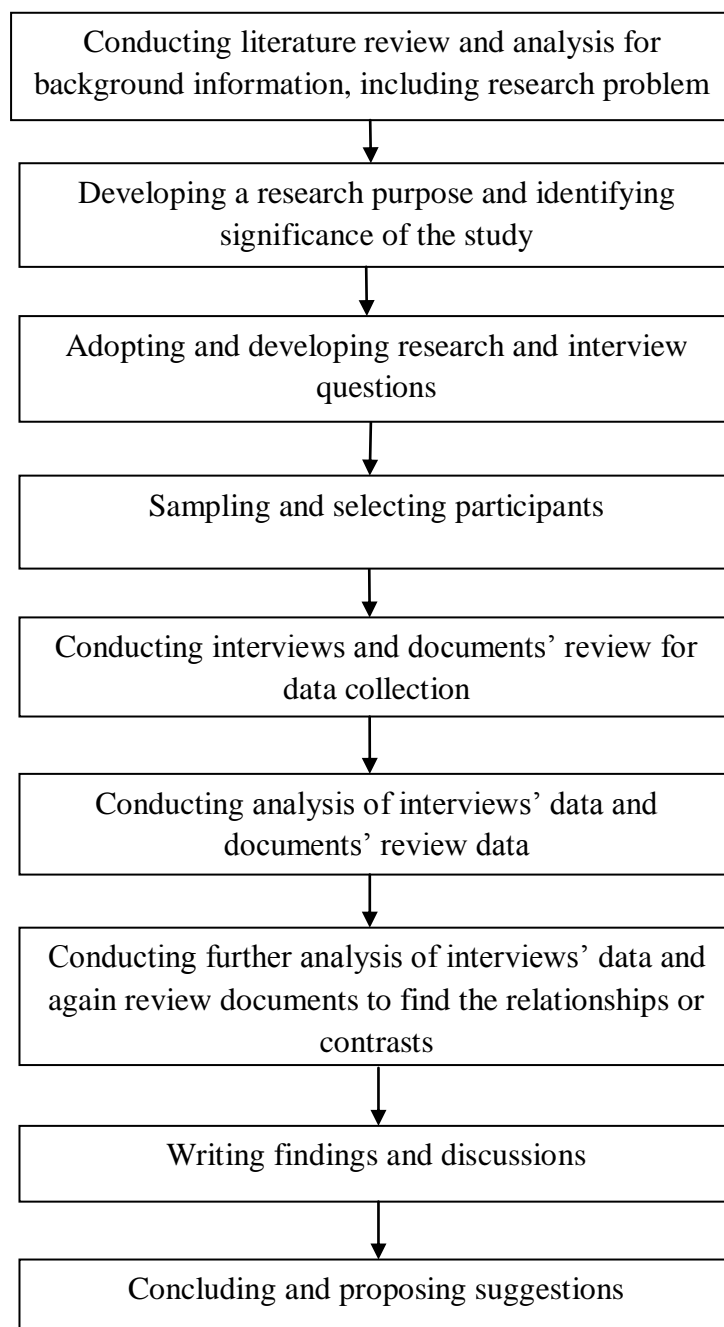 Conducting literature review and analysis for
background information, including research problem
Developing a research purpose and identifying
significance of the study
Adopting and developing research and interview
questions
Sampling and selecting participants
Conducting interviews and documents’ review for
data collection
Conducting analysis of interviews’ data and
documents’ review data
Conducting further analysis of interviews’ data and
again review documents to find the relationships or
contrasts
Writing findings and discussions
Concluding and proposing suggestions